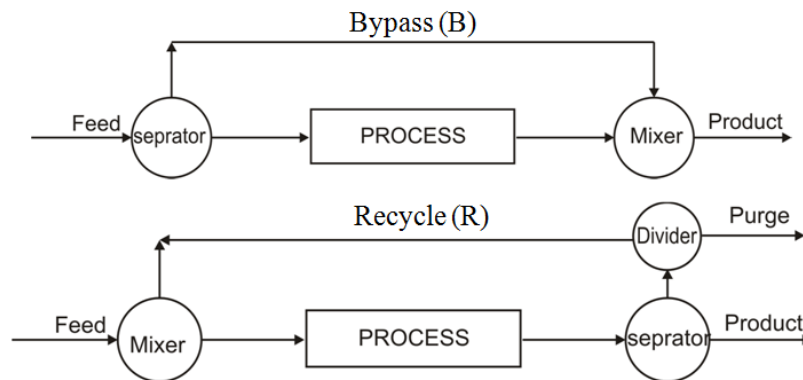 Bypass (B)
Feed
seprator
PROCESS
Mixer
Product
Recycle (R)
Divider
Purge
Feed
Mixer
PROCESS
seprator
Product